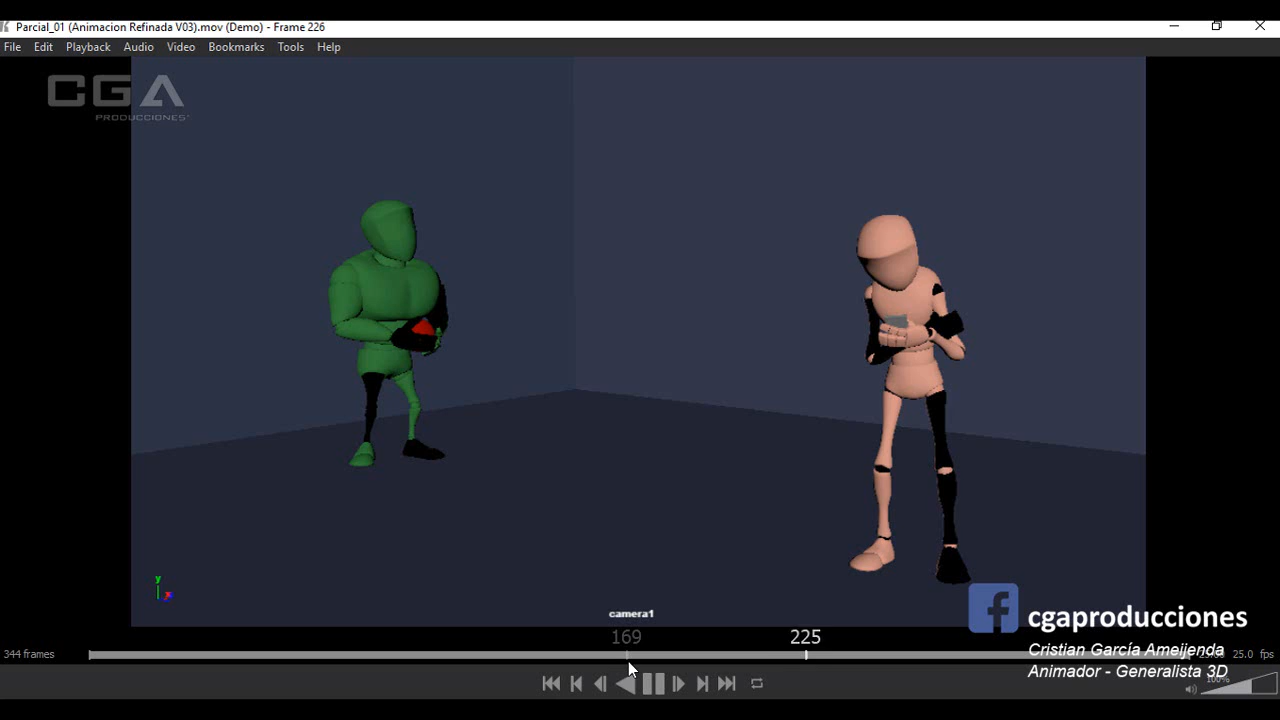 Parcial_01 (Animacion Refinada V03).mov (Demo) - Frame 226
File Edit Playback Audio Video Bookmarks Tools Help
CGA
PRODUCCIONES
y
x
camera1
169
225
344 frames
25.0 fps
100%
f
cgaproducciones
Cristian García Ameijenda
Animador - Generalista 3D